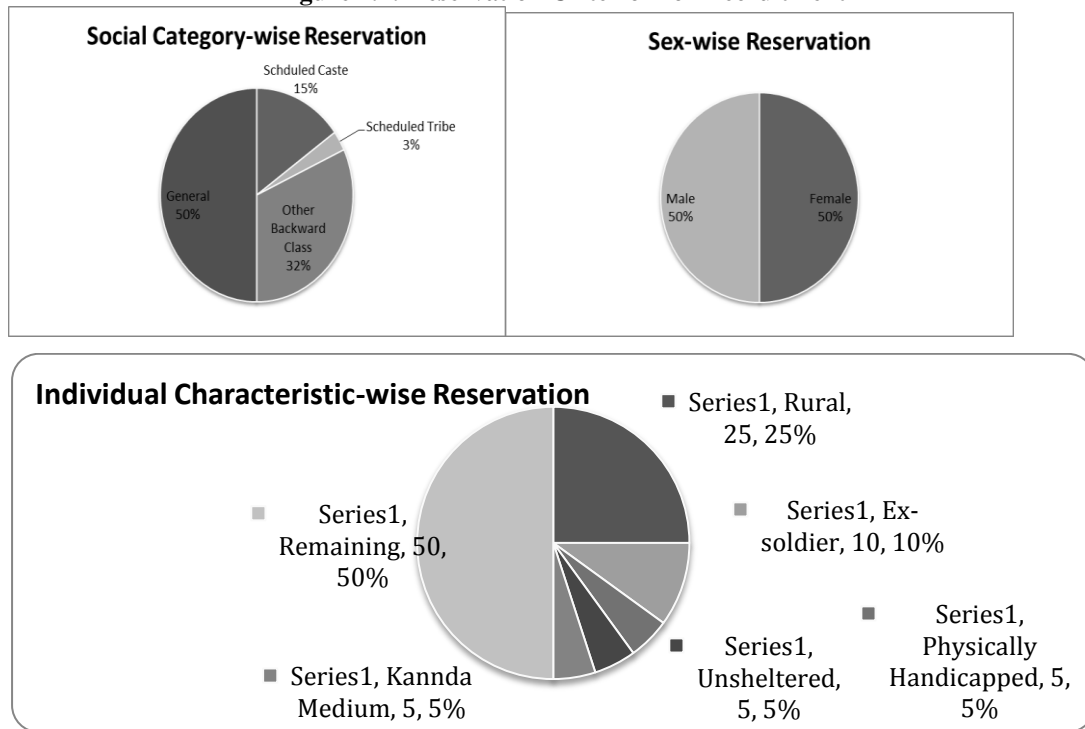 Social Category-wise Reservation
Schduled Caste
15%
Scheduled Tribe
3%
General
50%
Other
Backward
Class
32%
Sex-wise Reservation
Male
50%
Female
50%
Individual Characteristic-wise Reservation
Series1, Rural,
25, 25%
Series1, Ex-
soldier, 10, 10%
Series1,
Remaining, 50,
50%
Series1,
Physically
Handicapped, 5,
5%
Series1,
Unsheltered,
5, 5%
Series1, Kannda
Medium, 5, 5%